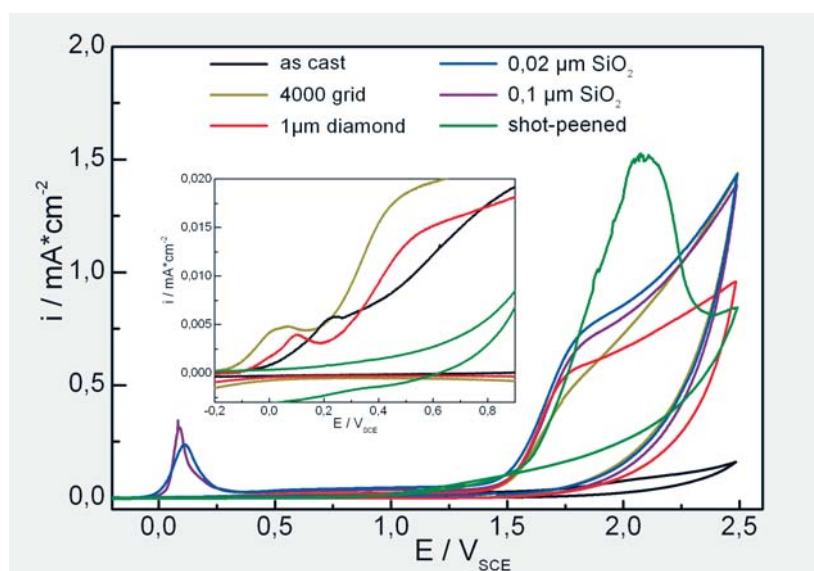 2,0
1,5
1,0
0,5
0,0
i / mA*cm-2
as cast
4000 grid
1µm diamond
0,02 µm SiO2
0,1 µm SiO2
shot-peened
0,020
0,015
0,010
0,005
0,000
i / mA*cm-2
-0,2 0,0 0,2 0,4 0,6 0,8
E / VSCE
0,0 0,5 1,0 1,5 2,0 2,5
E / VSCE